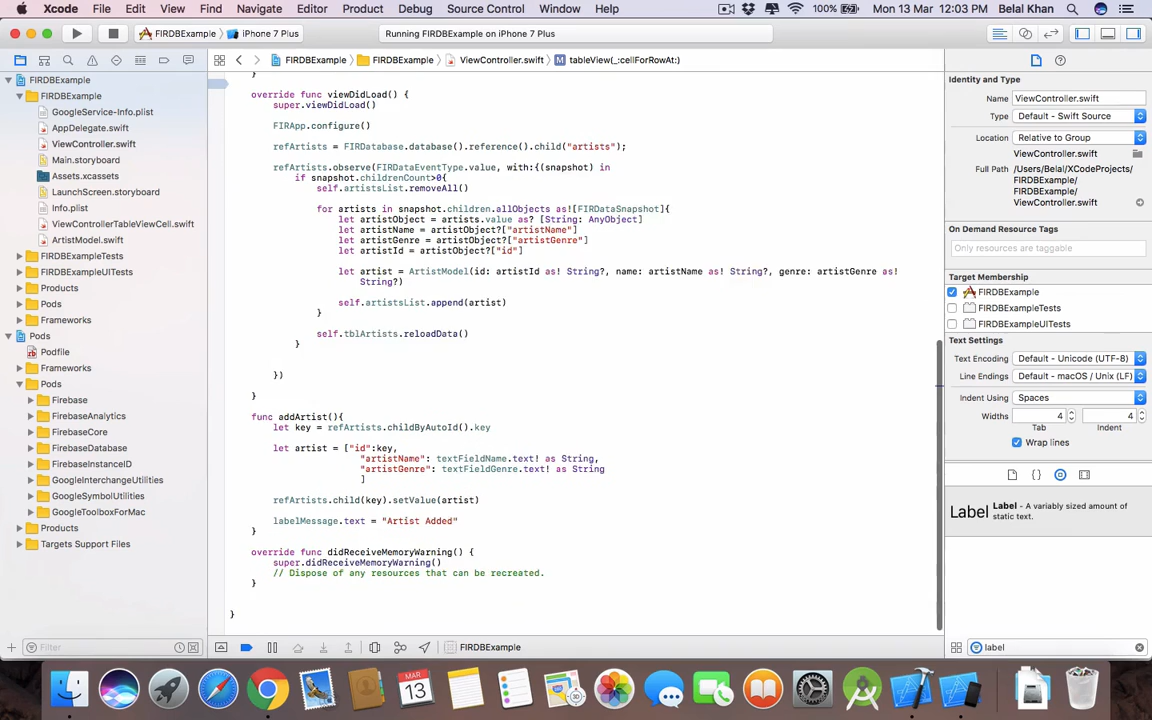 Xcode File Edit View Find Navigate Editor Product Debug Source Control Window Help 100% Mon 13 Mar 12:03 PM Belal Khan
FIRDBExample iPhone 7 Plus Running FIRDBExample on iPhone 7 Plus
FIRDBExample FIRDBExample ViewController.swift M tableView(_:cellForRowAt:)
FIRDBExample
FIRDBExample
GoogleService-Info.plist
AppDelegate.swift
ViewController.swift
Main.storyboard
Assets.xcassets
LaunchScreen.storyboard
Info.plist
ViewControllerTableViewCell.swift
ArtistModel.swift
FIRDBExampleTests
FIRDBExampleUITests
Products
Pods
Frameworks
Pods
Podfile
Frameworks
Pods
Firebase
FirebaseAnalytics
FirebaseCore
FirebaseDatabase
FirebaseInstanceID
GoogleInterchangeUtilities
GoogleSymbolUtilities
GoogleToolboxForMac
Products
Targets Support Files
Filter
}
override func viewDidLoad() {
super.viewDidLoad()
FIRApp.configure()
refArtists = FIRDatabase.database().reference().child("artists");
refArtists.observe(FIRDataEventType.value, with:{(snapshot) in
if snapshot.childrenCount>0{
self.artistsList.removeAll()
for artists in snapshot.children.allObjects as![FIRDataSnapshot]{
let artistObject = artists.value as? [String: AnyObject]
let artistName = artistObject?["artistName"]
let artistGenre = artistObject?["artistGenre"]
let artistId = artistObject?["id"]
let artist = ArtistModel(id: artistId as! String?, name: artistName as! String?, genre: artistGenre as!
String?)
self.artistsList.append(artist)
}
self.tblArtists.reloadData()
}
})
}
func addArtist(){
let key = refArtists.childByAutoId().key
let artist = ["id":key,
"artistName": textFieldName.text! as String,
"artistGenre": textFieldGenre.text! as String
]
refArtists.child(key).setValue(artist)
labelMessage.text = "Artist Added"
}
override func didReceiveMemoryWarning() {
super.didReceiveMemoryWarning()
// Dispose of any resources that can be recreated.
}
}
FIRDBExample
Identity and Type
Name ViewController.swift
Type Default - Swift Source
Location Relative to Group
ViewController.swift
Full Path /Users/Belal/XCodeProjects/
FIRDBExample/
FIRDBExample/
ViewController.swift
On Demand Resource Tags
Only resources are taggable
Target Membership
FIRDBExample
FIRDBExampleTests
FIRDBExampleUITests
Text Settings
Text Encoding Default - Unicode (UTF-8)
Line Endings Default - macOS / Unix (LF)
Indent Using Spaces
Widths 4 4
Tab Indent
Wrap lines
Label Label - A variably sized amount of
static text.
label
MAR
13